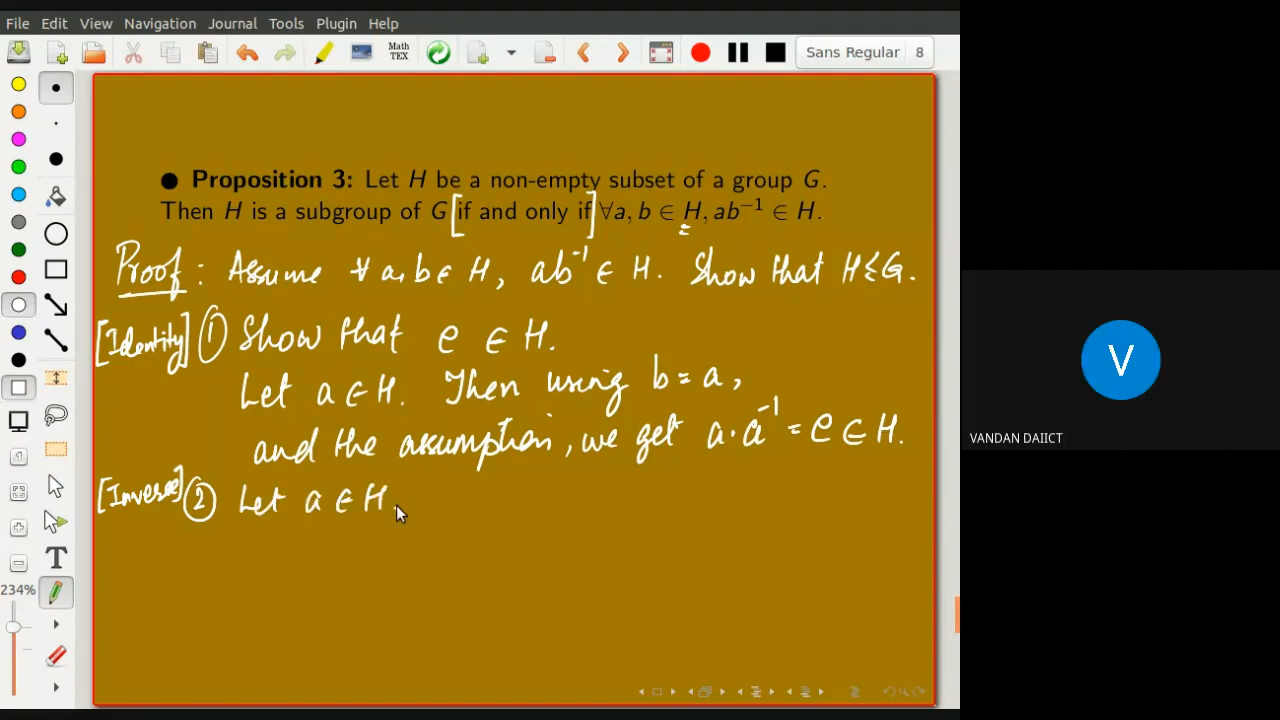 File Edit View Navigation Journal Tools Plugin Help
Math TEX Sans Regular 8
● Proposition 3: Let H be a non-empty subset of a group G.
Then H is a subgroup of G [if and only if] ∀a, b ∈ H, ab⁻¹ ∈ H.
Proof: Assume ∀ a, b ∈ H, ab⁻¹ ∈ H. Show that H ≤ G.
[Identity] ① Show that e ∈ H.
Let a ∈ H. Then using b = a,
and the assumption, we get a · a⁻¹ = e ∈ H.
[Inverse] ② Let a ∈ H.
234%
V
VANDAN DAIICT